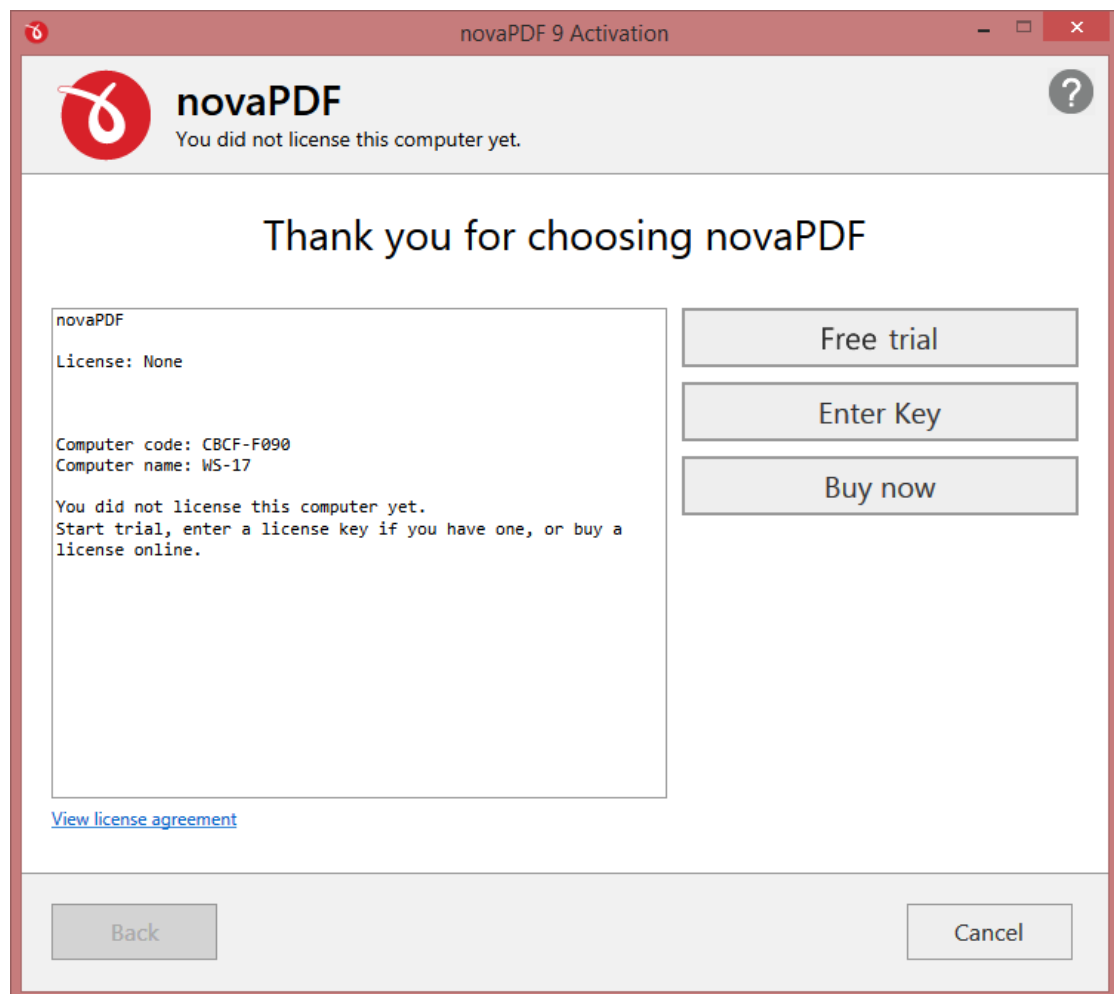 novaPDF 9 Activation
novaPDF
You did not license this computer yet.
?
Thank you for choosing novaPDF
novaPDF
License: None
Computer code: CBCF-F090
Computer name: WS-17
You did not license this computer yet.
Start trial, enter a license key if you have one, or buy a
license online.
Free trial
Enter Key
Buy now
View license agreement
Back
Cancel